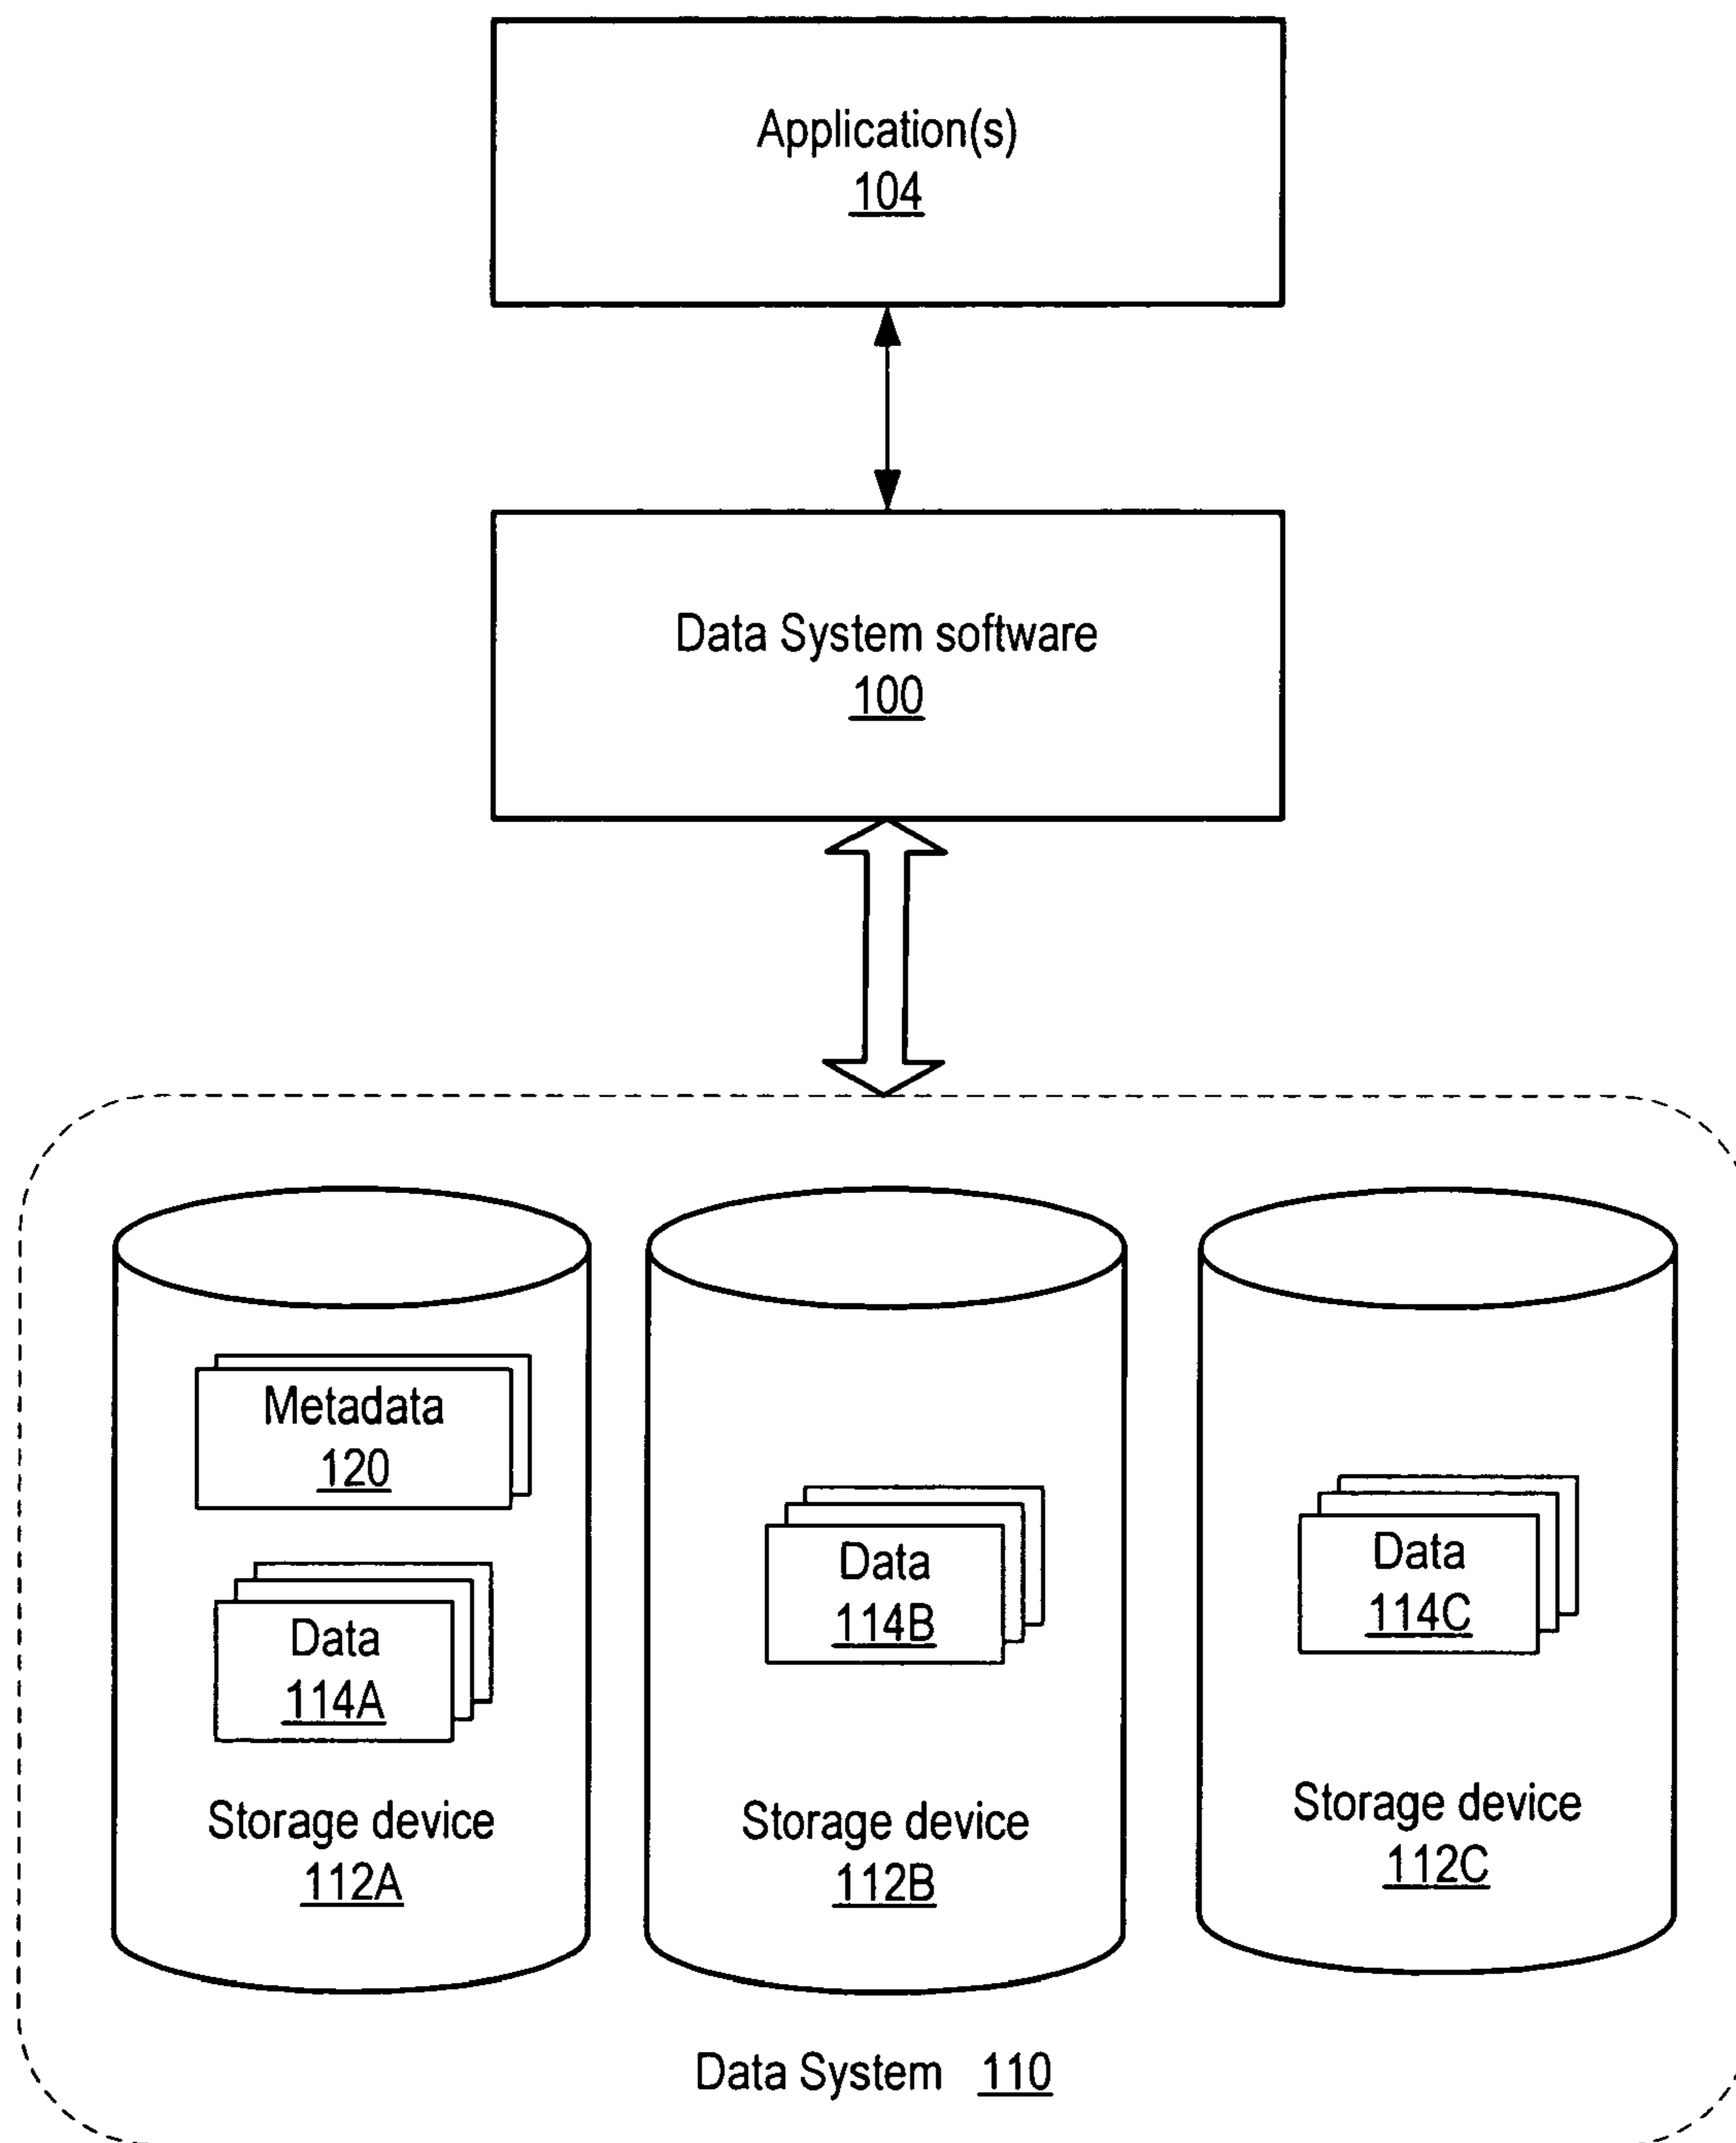 Application(s)
104
Data System software
100
Metadata
120
Data
114A
Storage device
112A
Data
114B
Storage device
112B
Data
114C
Storage device
112C
Data System 110